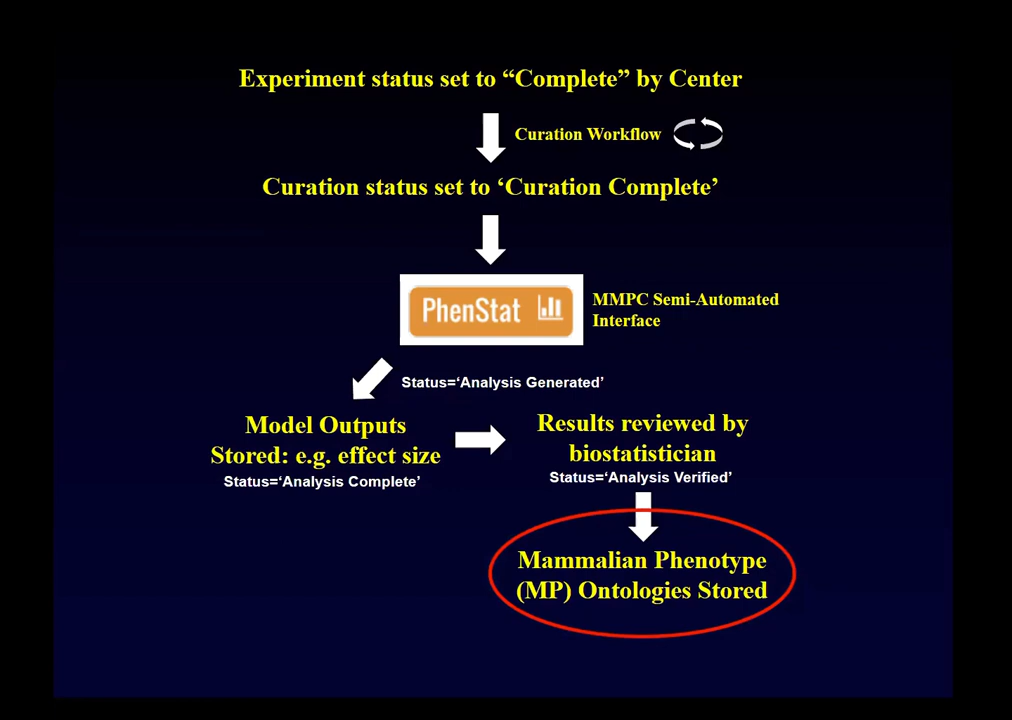 Experiment status set to “Complete” by Center
Curation Workflow
Curation status set to ‘Curation Complete’
PhenStat
MMPC Semi-Automated
Interface
Status=‘Analysis Generated’
Model Outputs
Stored: e.g. effect size
Status=‘Analysis Complete’
Results reviewed by
biostatistician
Status=‘Analysis Verified’
Mammalian Phenotype
(MP) Ontologies Stored